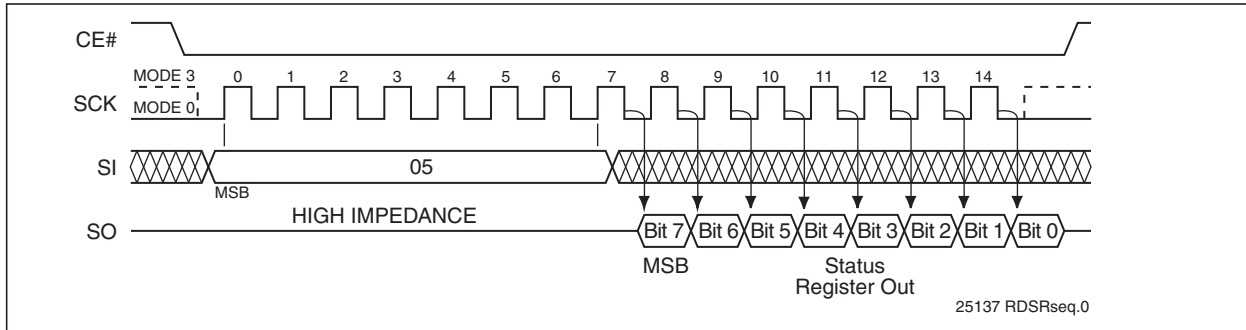 CE#
MODE 3
0 1 2 3 4 5 6 7 8 9 10 11 12 13 14
SCK
MODE 0
SI
05
MSB
HIGH IMPEDANCE
SO
Bit 7 Bit 6 Bit 5 Bit 4 Bit 3 Bit 2 Bit 1 Bit 0
MSB
Status
Register Out
25137 RDSRseq.0